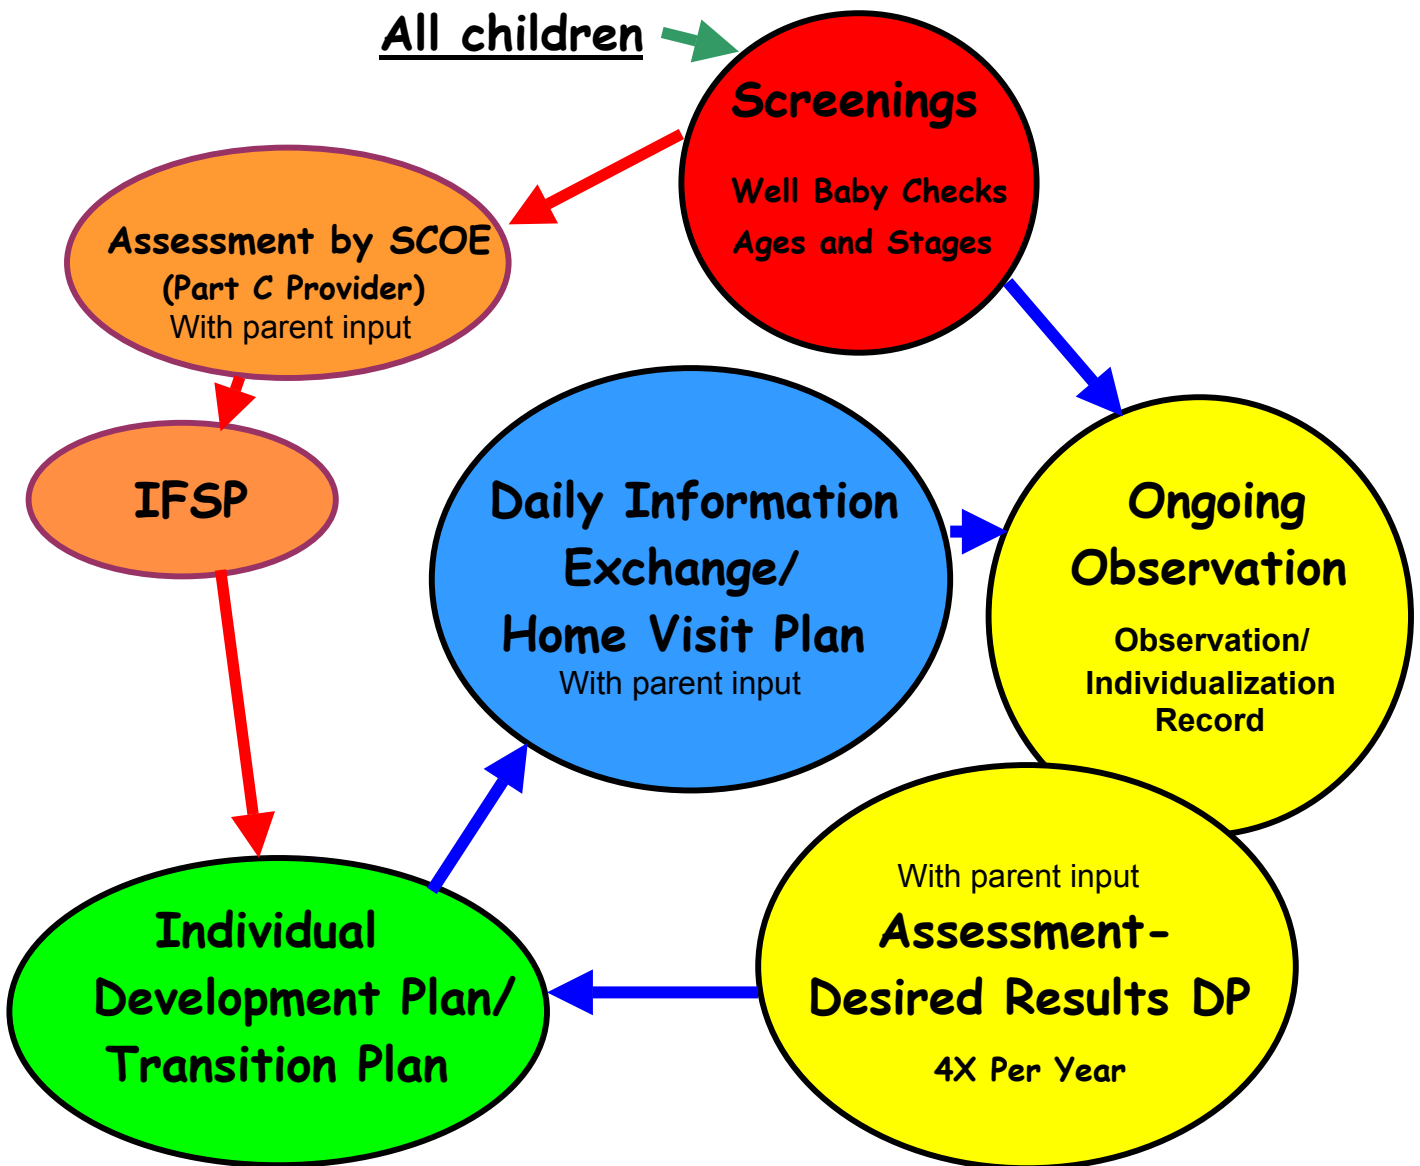 All children
Screenings
Well Baby Checks
Ages and Stages
Assessment by SCOE
(Part C Provider)
With parent input
IFSP
Daily Information
Exchange/
Home Visit Plan
With parent input
Ongoing
Observation
Observation/
Individualization
Record
With parent input
Assessment-
Desired Results DP
4X Per Year
Individual
Development Plan/
Transition Plan